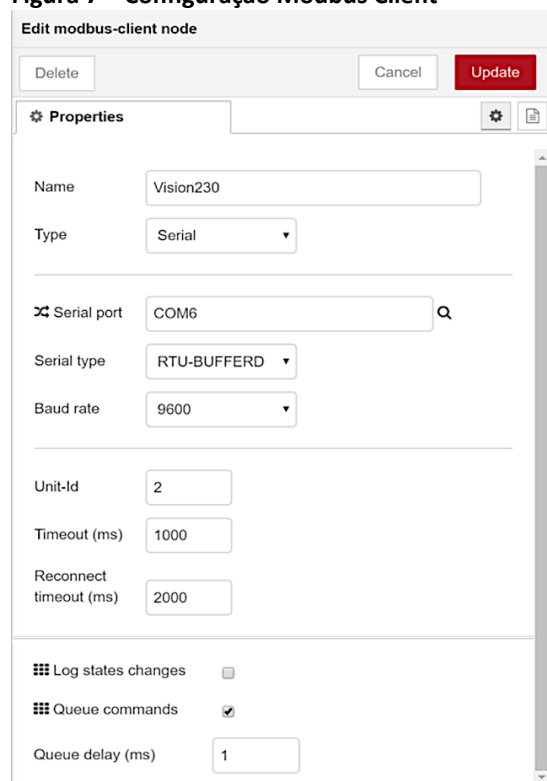 Figura 7 – Configuração Modbus Client
Edit modbus-client node
Delete
Cancel
Update
Properties
Name
Vision230
Type
Serial
Serial port
COM6
Serial type
RTU-BUFFERD
Baud rate
9600
Unit-Id
2
Timeout (ms)
1000
Reconnect
timeout (ms)
2000
Log states changes
Queue commands
Queue delay (ms)
1